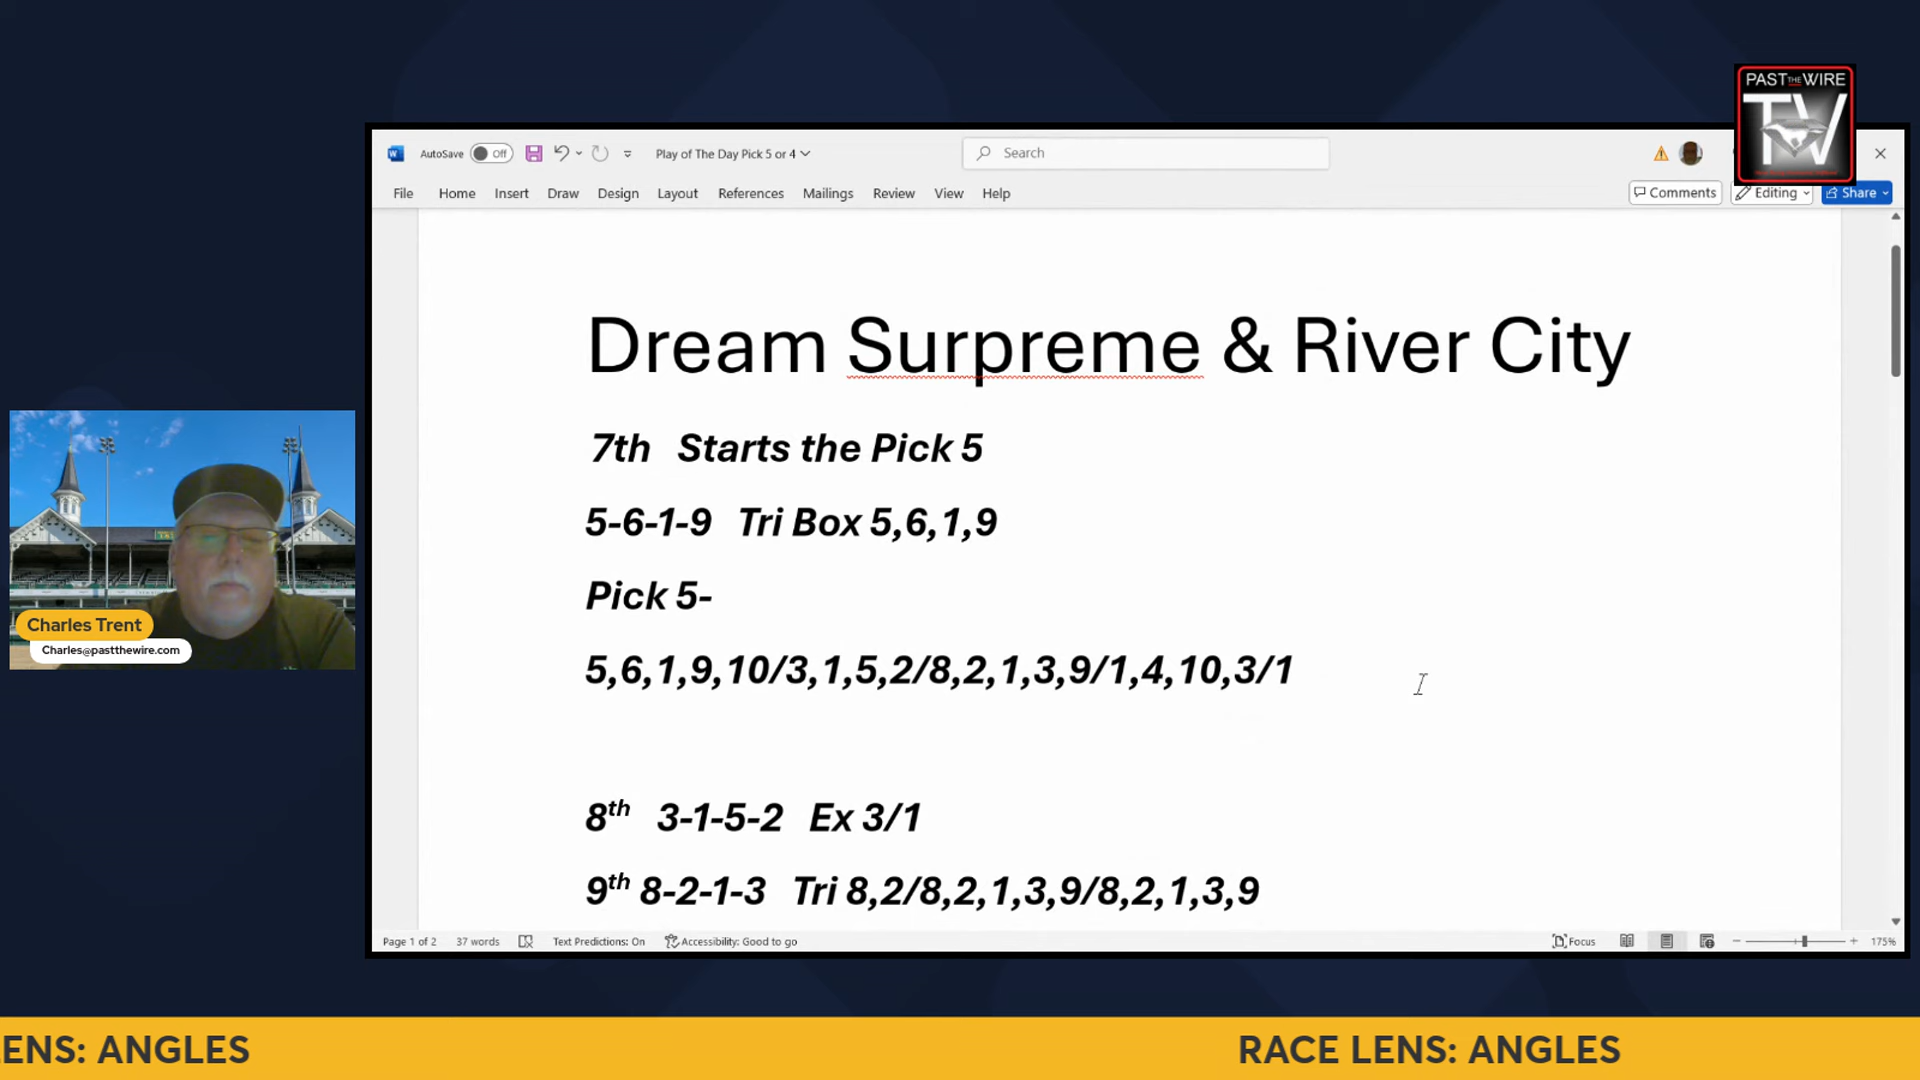 PAST THE WIRE
TV
AutoSave Off Play of The Day Pick 5 or 4 Search
File Home Insert Draw Design Layout References Mailings Review View Help Comments Editing Share
Dream Surpreme & River City
7th Starts the Pick 5
5-6-1-9 Tri Box 5,6,1,9
Pick 5-
5,6,1,9,10/3,1,5,2/8,2,1,3,9/1,4,10,3/1
8th 3-1-5-2 Ex 3/1
9th 8-2-1-3 Tri 8,2/8,2,1,3,9/8,2,1,3,9
Charles Trent
Charles@pastthewire.com
Page 1 of 2 37 words Text Predictions: On Accessibility: Good to go Focus 175%
ENS: ANGLES RACE LENS: ANGLES